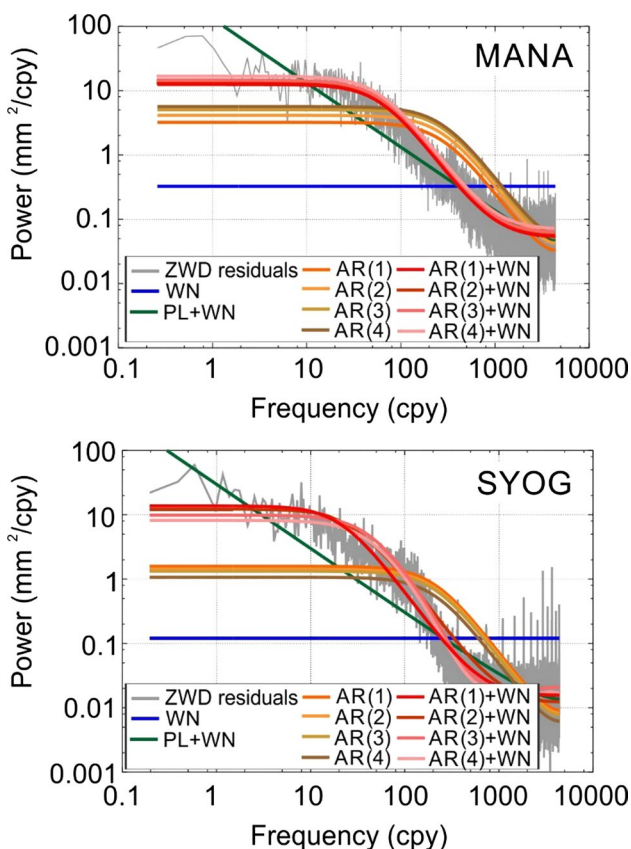 MANA
Power (mm²/cpy)
100
10
1
0.1
0.01
0.001
ZWD residuals AR(1) AR(1)+WN
WN AR(2) AR(2)+WN
PL+WN AR(3) AR(3)+WN
AR(4) AR(4)+WN
0.1 1 10 100 1000 10000
Frequency (cpy)
SYOG
Power (mm²/cpy)
100
10
1
0.1
0.01
0.001
ZWD residuals AR(1) AR(1)+WN
WN AR(2) AR(2)+WN
PL+WN AR(3) AR(3)+WN
AR(4) AR(4)+WN
0.1 1 10 100 1000 10000
Frequency (cpy)